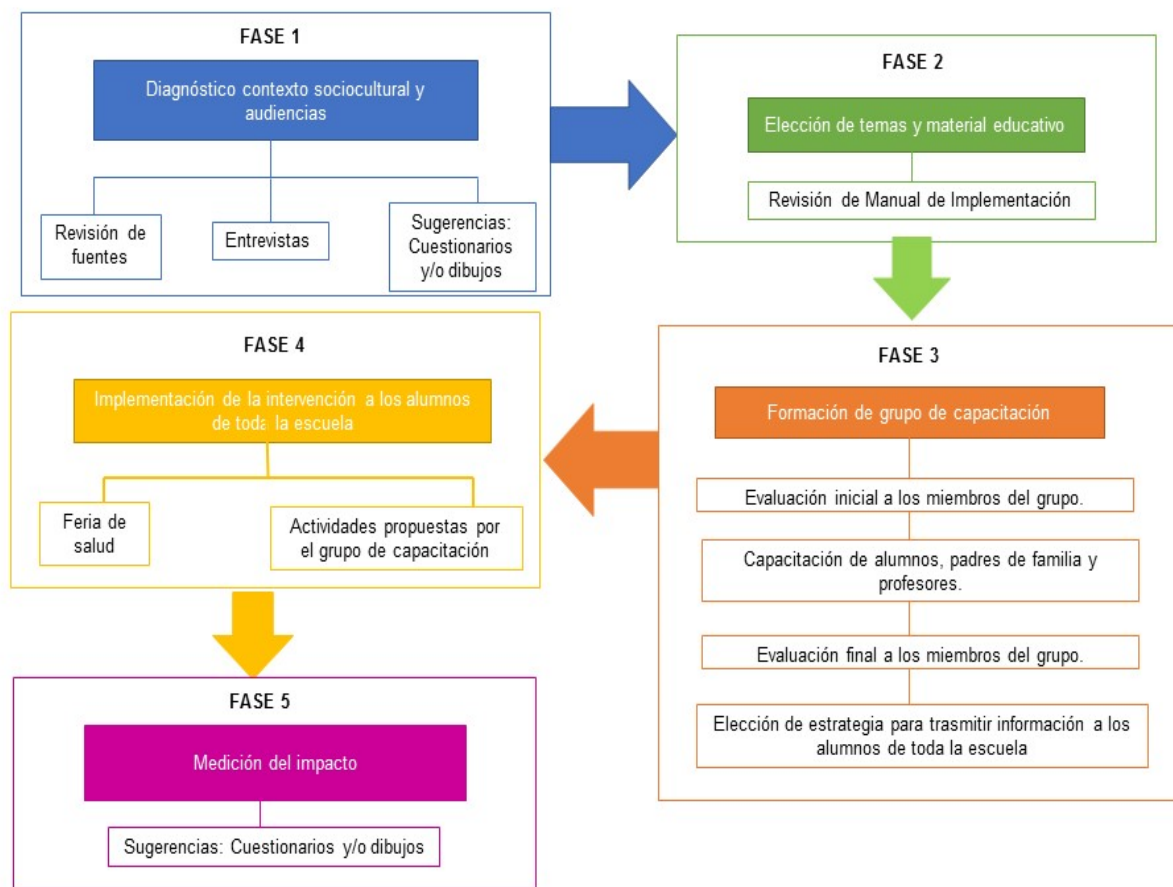 FASE 1
Diagnóstico contexto sociocultural y
audiencias
Revisión de
fuentes
Entrevistas
Sugerencias:
Cuestionarios
y/o dibujos
FASE 2
Elección de temas y material educativo
Revisión de Manual de Implementación
FASE 3
Formación de grupo de capacitación
Evaluación inicial a los miembros del grupo.
Capacitación de alumnos, padres de familia y
profesores.
Evaluación final a los miembros del grupo.
Elección de estrategia para trasmitir información a los
alumnos de toda la escuela
FASE 4
Implementación de la intervención a los alumnos
de toda la escuela
Feria de
salud
Actividades propuestas por
el grupo de capacitación
FASE 5
Medición del impacto
Sugerencias: Cuestionarios y/o dibujos